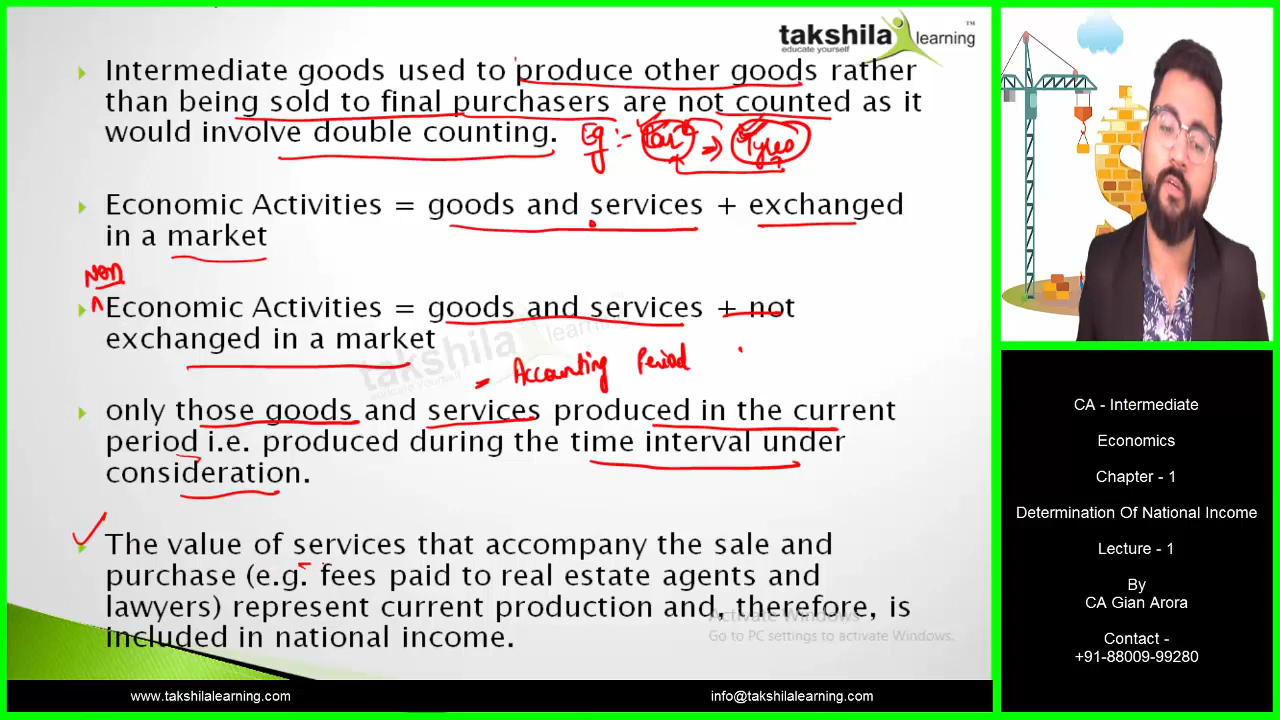 takshila learning
TM
educate yourself
Intermediate goods used to produce other goods rather
than being sold to final purchasers are not counted as it
would involve double counting. Eg :- Car => Tyres
Economic Activities = goods and services + exchanged
in a market
Non
Economic Activities = goods and services + not
exchanged in a market
= Accounting Period
only those goods and services produced in the current
period i.e. produced during the time interval under
consideration.
The value of services that accompany the sale and
purchase (e.g. fees paid to real estate agents and
lawyers) represent current production and, therefore, is
included in national income.
takshila learning
educate yourself
Activate Windows
Go to PC settings to activate Windows.
CA - Intermediate
Economics
Chapter - 1
Determination Of National Income
Lecture - 1
By
CA Gian Arora
Contact -
+91-88009-99280
www.takshilalearning.com
info@takshilalearning.com